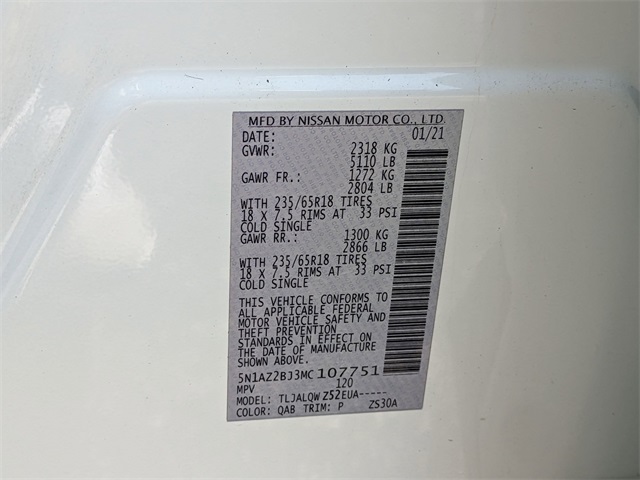 MFD BY NISSAN MOTOR CO., LTD.
DATE: 01/21
GVWR: 2318 KG
5110 LB
GAWR FR.: 1272 KG
2804 LB
WITH 235/65R18 TIRES
18 X 7.5 RIMS AT 33 PSI
COLD SINGLE
GAWR RR.: 1300 KG
2866 LB
WITH 235/65R18 TIRES
18 X 7.5 RIMS AT 33 PSI
COLD SINGLE
THIS VEHICLE CONFORMS TO
ALL APPLICABLE FEDERAL
MOTOR VEHICLE SAFETY AND
THEFT PREVENTION
STANDARDS IN EFFECT ON
THE DATE OF MANUFACTURE
SHOWN ABOVE.
5N1AZ2BJ3MC107751
MPV 120
MODEL: TLJALQWZS2EUA-----
COLOR: QAB TRIM: P ZS30A